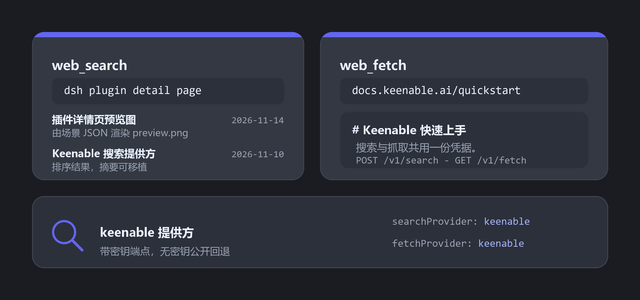 web_search
dsh plugin detail page
插件详情页预览图 2026-11-14
由场景 JSON 渲染 preview.png
Keenable 搜索提供方 2026-11-10
排序结果，摘要可移植
web_fetch
docs.keenable.ai/quickstart
# Keenable 快速上手
搜索与抓取共用一份凭据。
POST /v1/search - GET /v1/fetch
keenable 提供方
带密钥端点，无密钥公开回退
searchProvider: keenable
fetchProvider: keenable